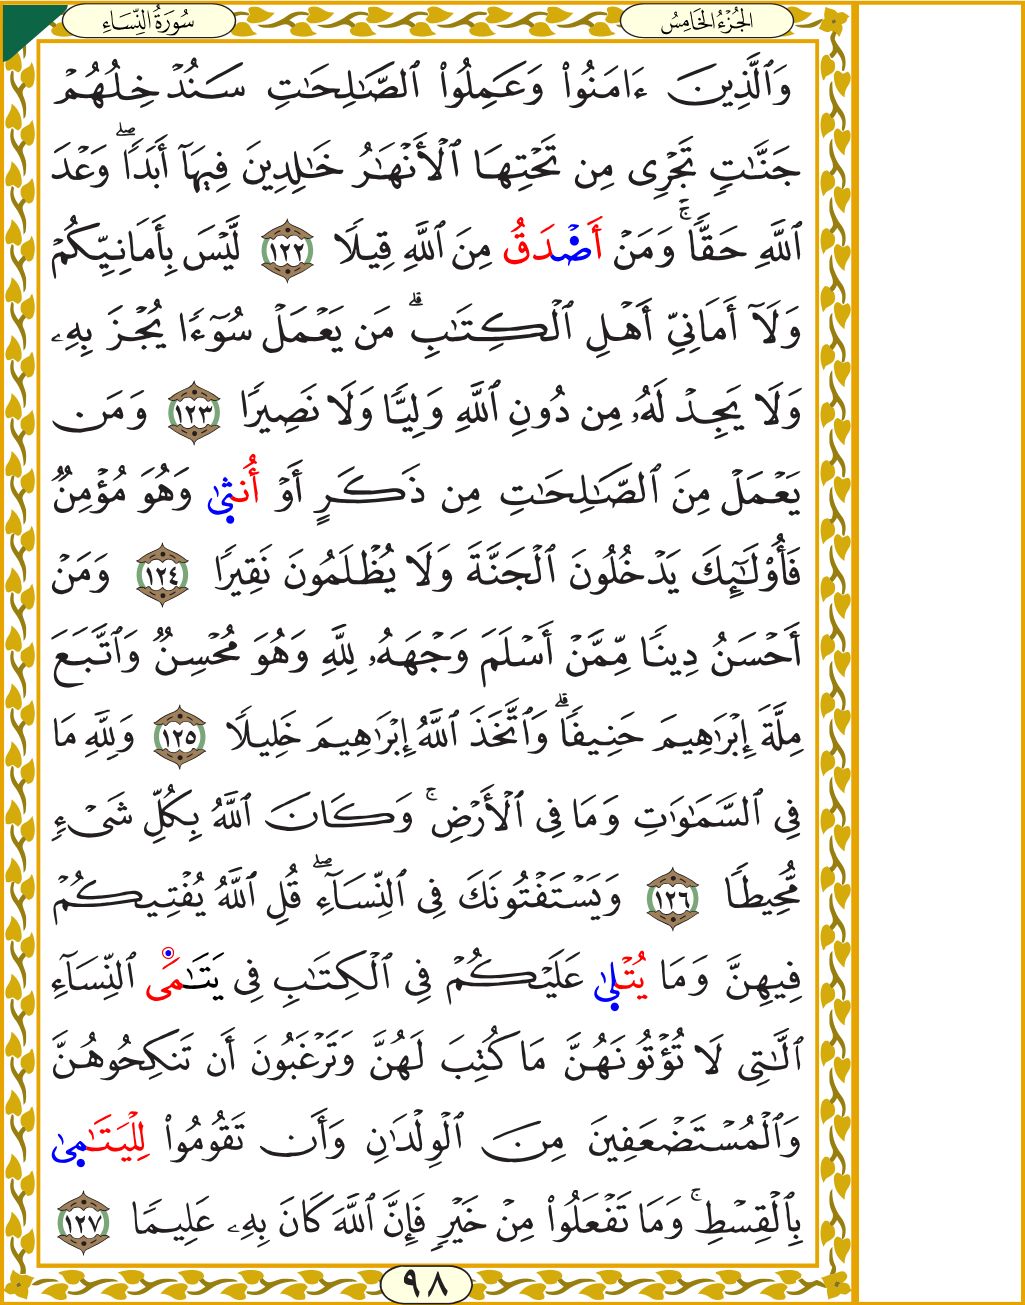 سُورَةُ النِّسَاءِ
الجُزْءُ الخَامِسُ
وَٱلَّذِينَ ءَامَنُواْ وَعَمِلُواْ ٱلصَّٰلِحَٰتِ سَنُدْخِلُهُمْ
جَنَّٰتٖ تَجْرِي مِن تَحْتِهَا ٱلْأَنْهَٰرُ خَٰلِدِينَ فِيهَآ أَبَدٗاۖ وَعْدَ
ٱللَّهِ حَقّٗاۚ وَمَنْ أَصْدَقُ مِنَ ٱللَّهِ قِيلٗا ١٢٢ لَّيْسَ بِأَمَانِيِّكُمْ
وَلَآ أَمَانِيِّ أَهْلِ ٱلْكِتَٰبِۗ مَن يَعْمَلْ سُوٓءٗا يُجْزَ بِهِۦ
وَلَا يَجِدْ لَهُۥ مِن دُونِ ٱللَّهِ وَلِيّٗا وَلَا نَصِيرٗا ١٢٣ وَمَن
يَعْمَلْ مِنَ ٱلصَّٰلِحَٰتِ مِن ذَكَرٍ أَوْ أُنثىٰ وَهُوَ مُؤْمِنٞ
فَأُوْلَٰٓئِكَ يَدْخُلُونَ ٱلْجَنَّةَ وَلَا يُظْلَمُونَ نَقِيرٗا ١٢٤ وَمَنْ
أَحْسَنُ دِينٗا مِّمَّنْ أَسْلَمَ وَجْهَهُۥ لِلَّهِ وَهُوَ مُحْسِنٞ وَٱتَّبَعَ
مِلَّةَ إِبْرَٰهِيمَ حَنِيفٗاۗ وَٱتَّخَذَ ٱللَّهُ إِبْرَٰهِيمَ خَلِيلٗا ١٢٥ وَلِلَّهِ مَا
فِي ٱلسَّمَٰوَٰتِ وَمَا فِي ٱلْأَرْضِۚ وَكَانَ ٱللَّهُ بِكُلِّ شَيْءٖ
مُّحِيطٗا ١٢٦ وَيَسْتَفْتُونَكَ فِي ٱلنِّسَآءِۖ قُلِ ٱللَّهُ يُفْتِيكُمْ
فِيهِنَّ وَمَا يُتْلىٰ عَلَيْكُمْ فِي ٱلْكِتَٰبِ فِي يَتَٰمَى ٱلنِّسَآءِ
ٱلَّٰتِي لَا تُؤْتُونَهُنَّ مَا كُتِبَ لَهُنَّ وَتَرْغَبُونَ أَن تَنكِحُوهُنَّ
وَٱلْمُسْتَضْعَفِينَ مِنَ ٱلْوِلْدَٰنِ وَأَن تَقُومُواْ لِلْيَتَٰمىٰ
بِٱلْقِسْطِۚ وَمَا تَفْعَلُواْ مِنْ خَيْرٖ فَإِنَّ ٱللَّهَ كَانَ بِهِۦ عَلِيمٗا ١٢٧
٩٨